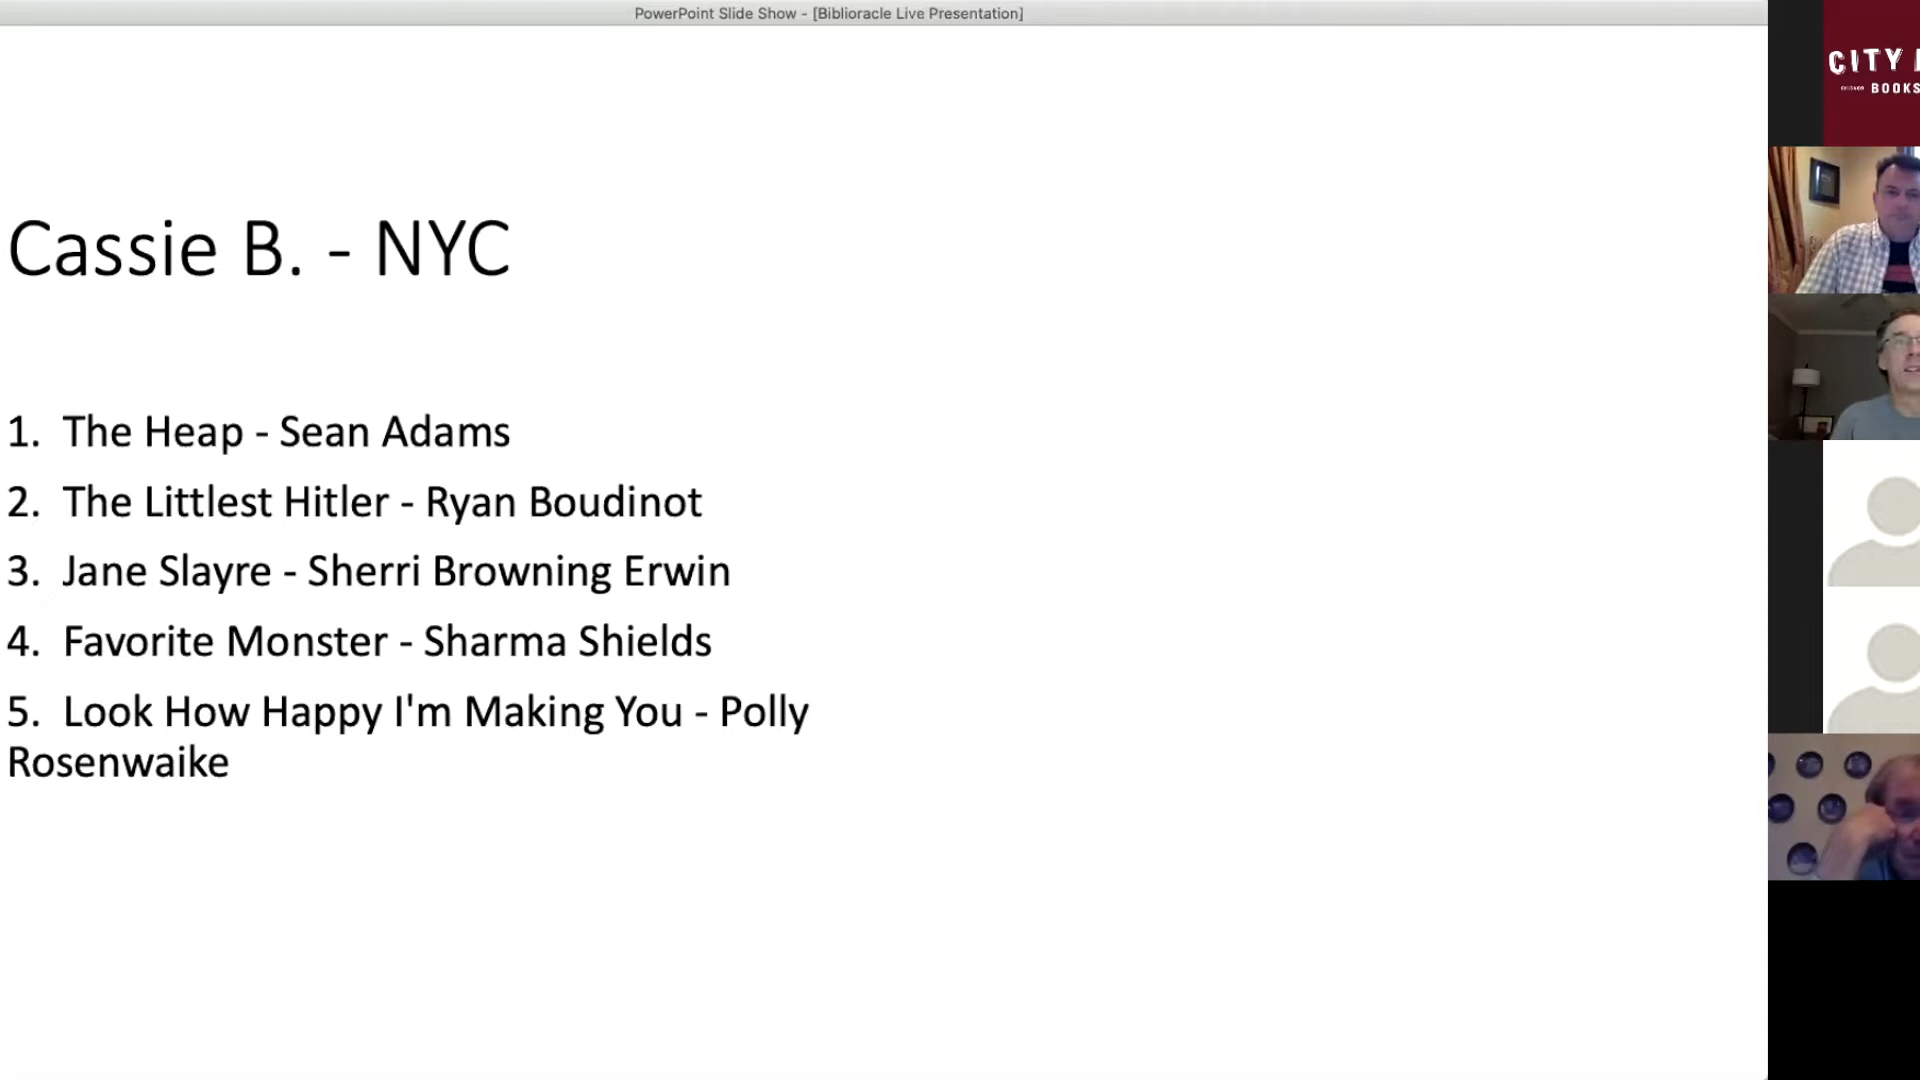 PowerPoint Slide Show - [Biblioracle Live Presentation]
CITY
CHICAGO BOOKS
Cassie B. - NYC
1. The Heap - Sean Adams
2. The Littlest Hitler - Ryan Boudinot
3. Jane Slayre - Sherri Browning Erwin
4. Favorite Monster - Sharma Shields
5. Look How Happy I'm Making You - Polly
Rosenwaike